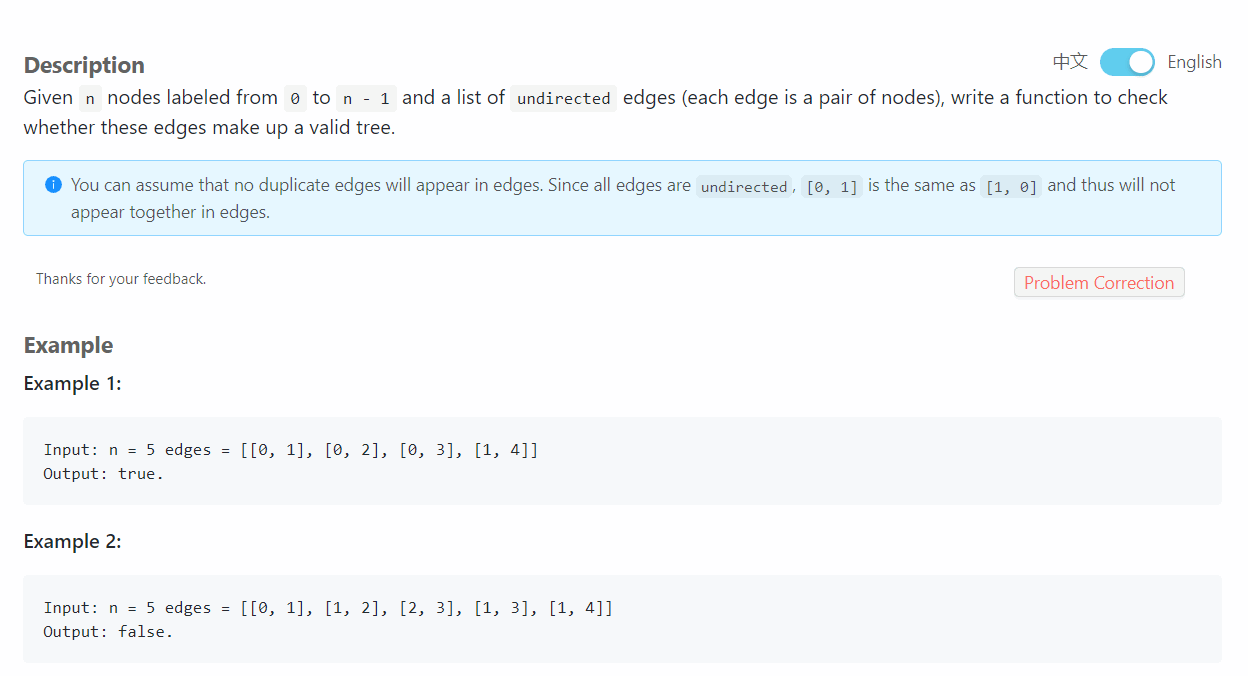 Description
中文 English
Given n nodes labeled from 0 to n - 1 and a list of undirected edges (each edge is a pair of nodes), write a function to check
whether these edges make up a valid tree.
You can assume that no duplicate edges will appear in edges. Since all edges are undirected, [0, 1] is the same as [1, 0] and thus will not
appear together in edges.
Thanks for your feedback.
Problem Correction
Example
Example 1:
Input: n = 5 edges = [[0, 1], [0, 2], [0, 3], [1, 4]]
Output: true.
Example 2:
Input: n = 5 edges = [[0, 1], [1, 2], [2, 3], [1, 3], [1, 4]]
Output: false.